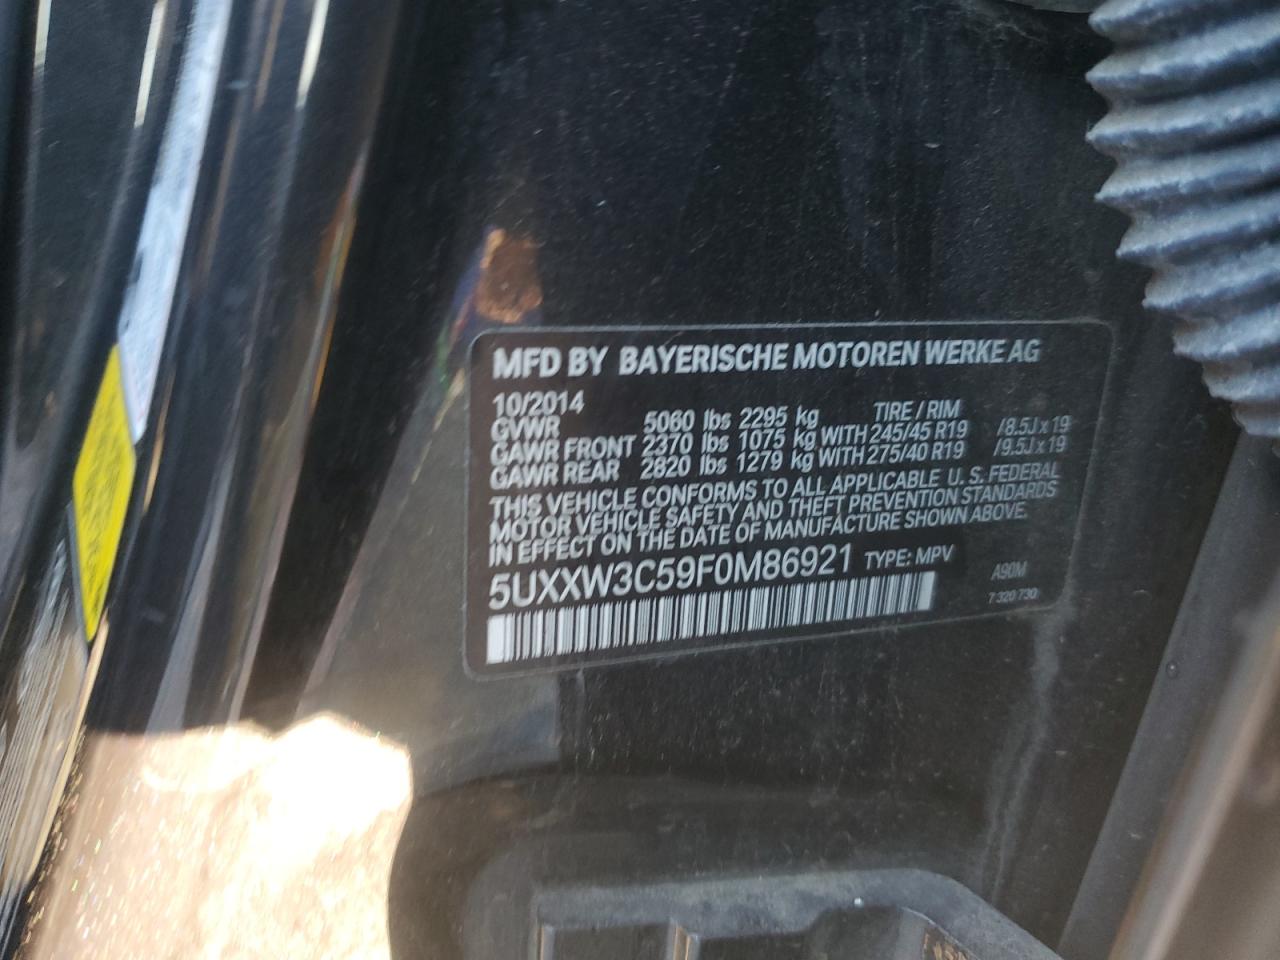 MFD BY BAYERISCHE MOTOREN WERKE AG
10/2014 TIRE / RIM
GVWR 5060 lbs 2295 kg
GAWR FRONT 2370 lbs 1075 kg WITH 245/45 R19 /8.5J x 19
GAWR REAR 2820 lbs 1279 kg WITH 275/40 R19 /9.5J x 19
THIS VEHICLE CONFORMS TO ALL APPLICABLE U. S. FEDERAL
MOTOR VEHICLE SAFETY AND THEFT PREVENTION STANDARDS
IN EFFECT ON THE DATE OF MANUFACTURE SHOWN ABOVE.
5UXXW3C59F0M86921 TYPE: MPV
A90M
7 320 730